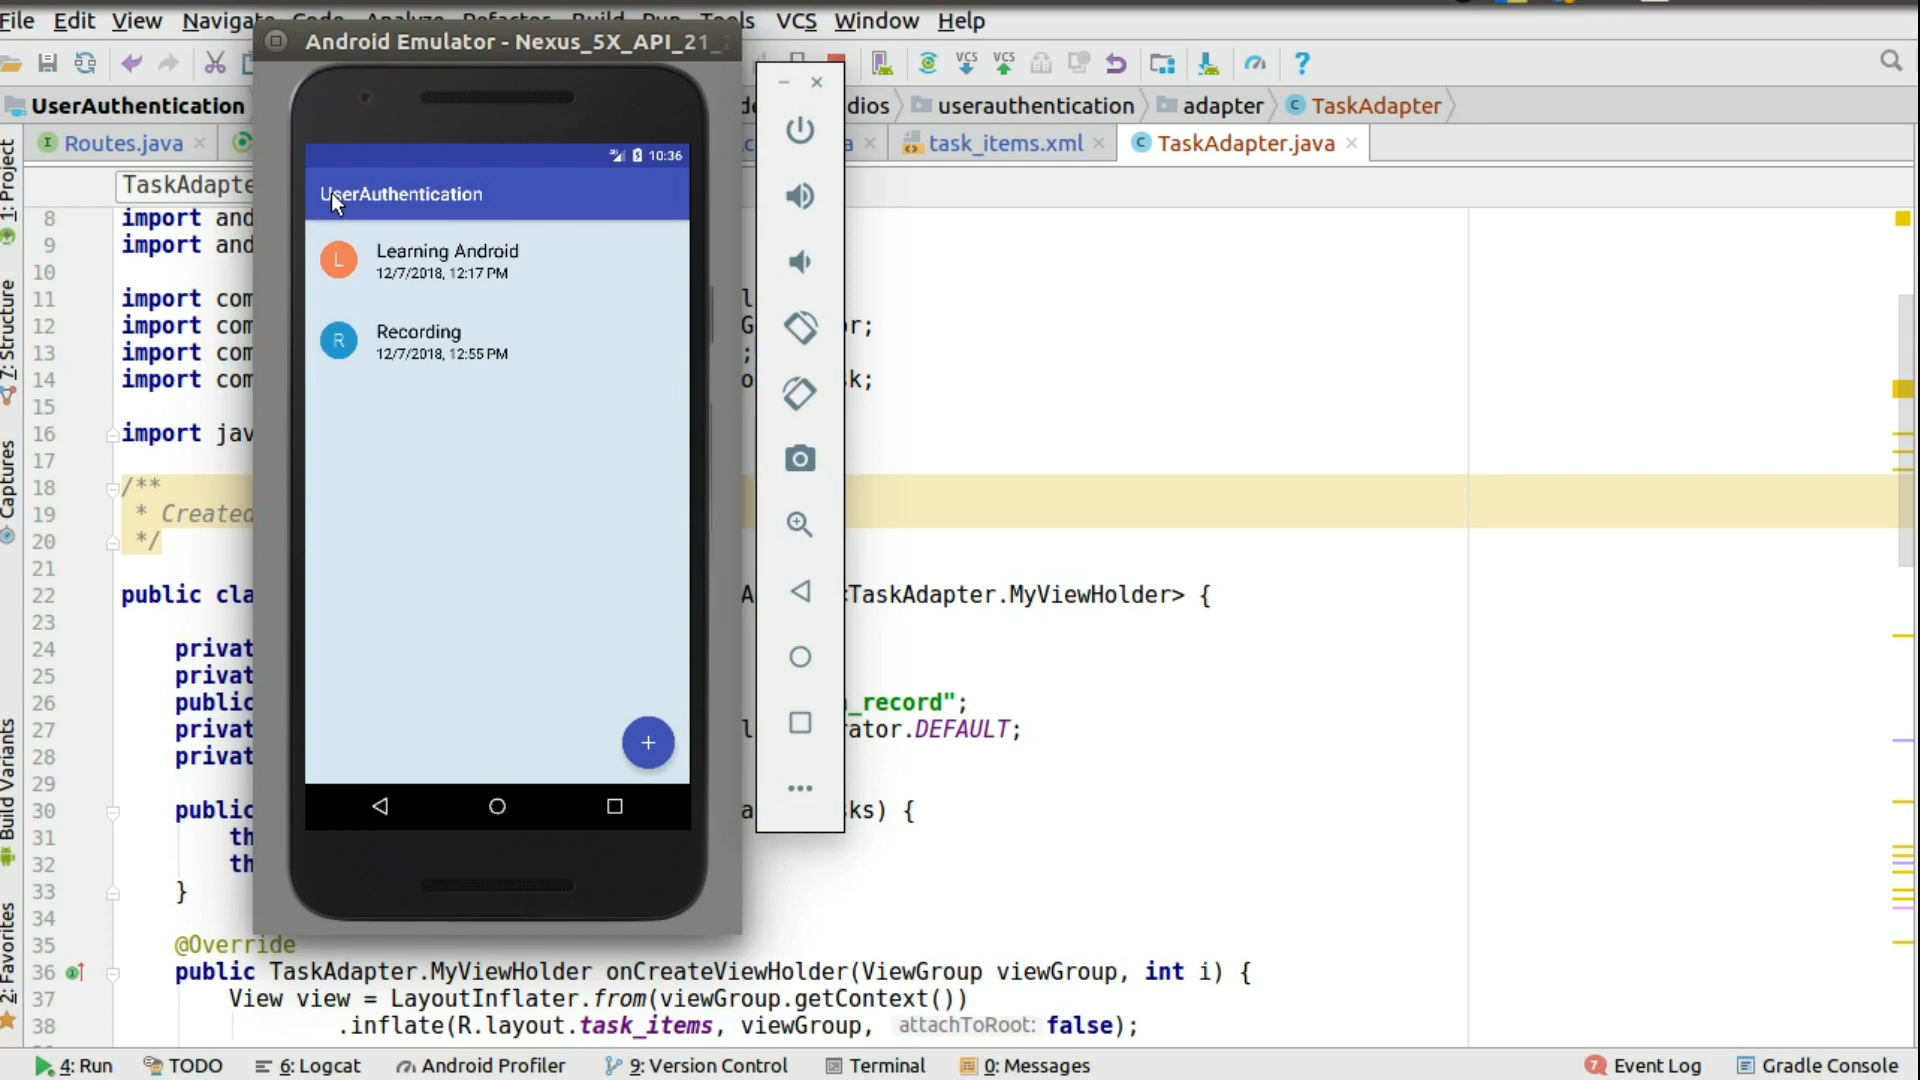 File Edit View Navigate Code Analyze Refactor Build Run Tools VCS Window Help
Android Emulator - Nexus_5X_API_21_
VCS VCS
UserAuthentication dios userauthentication adapter TaskAdapter
Routes.java task_items.xml TaskAdapter.java
TaskAdapte
1: Project
7: Structure
Captures
Build Variants
2: Favorites
10:36
UserAuthentication
L Learning Android
12/7/2018, 12:17 PM
R Recording
12/7/2018, 12:55 PM
+
8 import and
9 import and
10
11 import com
12 import com r;
13 import com ;
14 import com k;
15
16 import jav
17
18 /**
19 * Created
20 */
21
22 public cla <TaskAdapter.MyViewHolder> {
23
24 privat
25 privat
26 public _record";
27 privat ator.DEFAULT;
28 privat
29
30 public ks) {
31 th
32 th
33 }
34
35 @Override
36 public TaskAdapter.MyViewHolder onCreateViewHolder(ViewGroup viewGroup, int i) {
37 View view = LayoutInflater.from(viewGroup.getContext())
38 .inflate(R.layout.task_items, viewGroup, attachToRoot: false);
4: Run TODO 6: Logcat Android Profiler 9: Version Control Terminal 0: Messages 7 Event Log Gradle Console